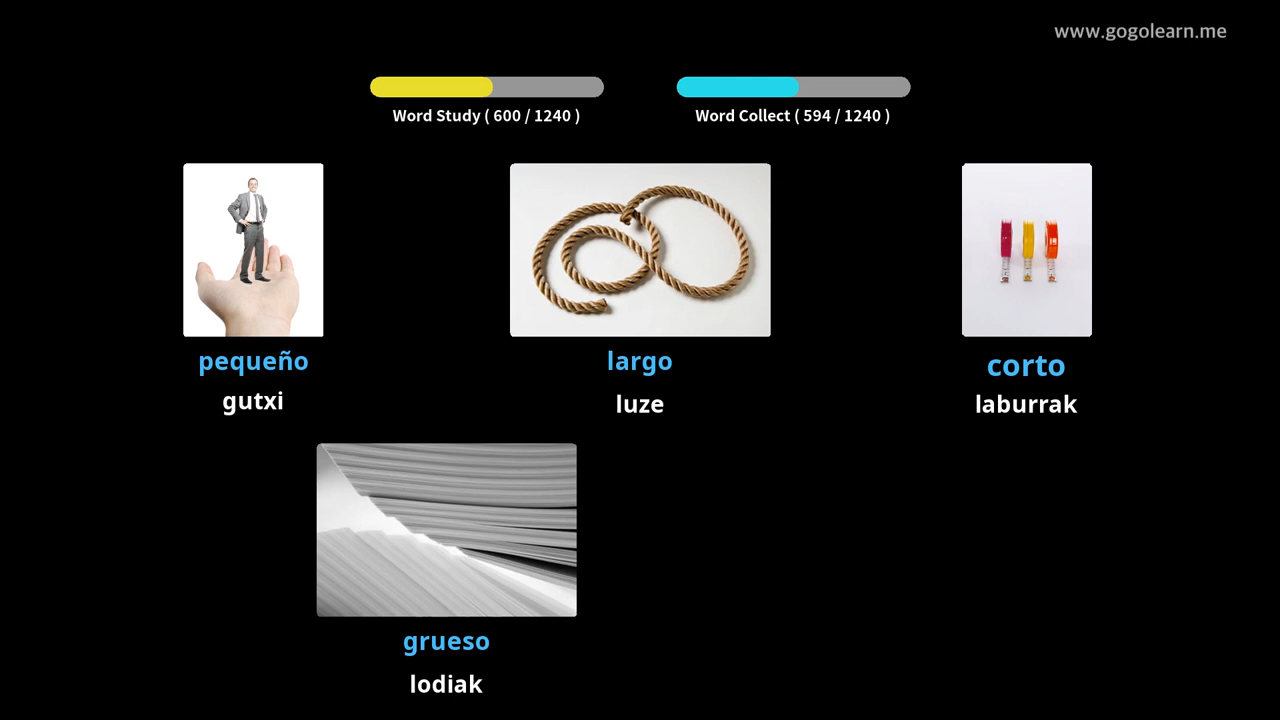 www.gogolearn.me
Word Study ( 600 / 1240 )
Word Collect ( 594 / 1240 )
pequeño
gutxi
largo
luze
corto
laburrak
grueso
lodiak